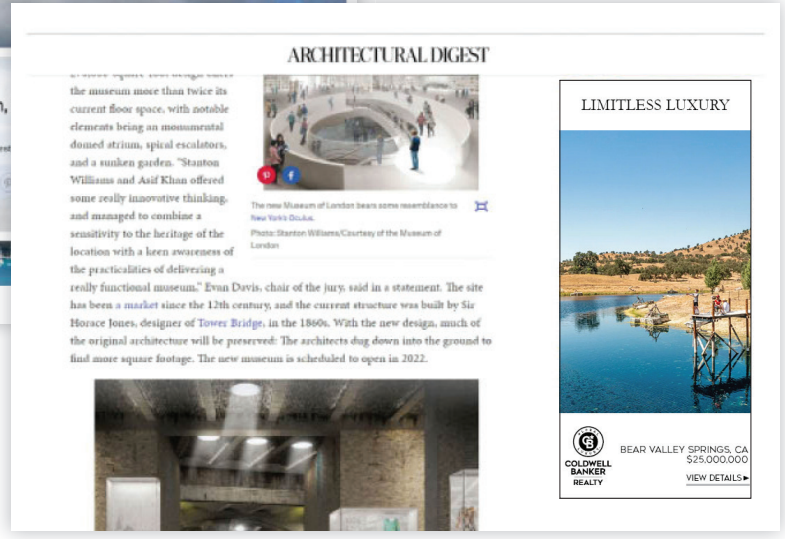 ARCHITECTURAL DIGEST
the museum more than twice its
current floor space, with notable
elements being an monumental
domed atrium, spiral escalators,
and a sunken garden. "Stanton
Williams and Asif Khan offered
some really innovative thinking,
and managed to combine a
sensitivity to the heritage of the
location with a keen awareness of
the practicalities of delivering a
The new Museum of London bears some resemblance to
New York's Oculus.
Photo: Stanton Williams/Courtesy of the Museum of
London
really functional museum," Evan Davis, chair of the jury, said in a statement. The site
has been a market since the 12th century, and the current structure was built by Sir
Horace Jones, designer of Tower Bridge, in the 1860s. With the new design, much of
the original architecture will be preserved: The architects dug down into the ground to
find more square footage. The new museum is scheduled to open in 2022.
LIMITLESS LUXURY
COLDWELL
BANKER
REALTY
BEAR VALLEY SPRINGS, CA
$25,000,000
VIEW DETAILS